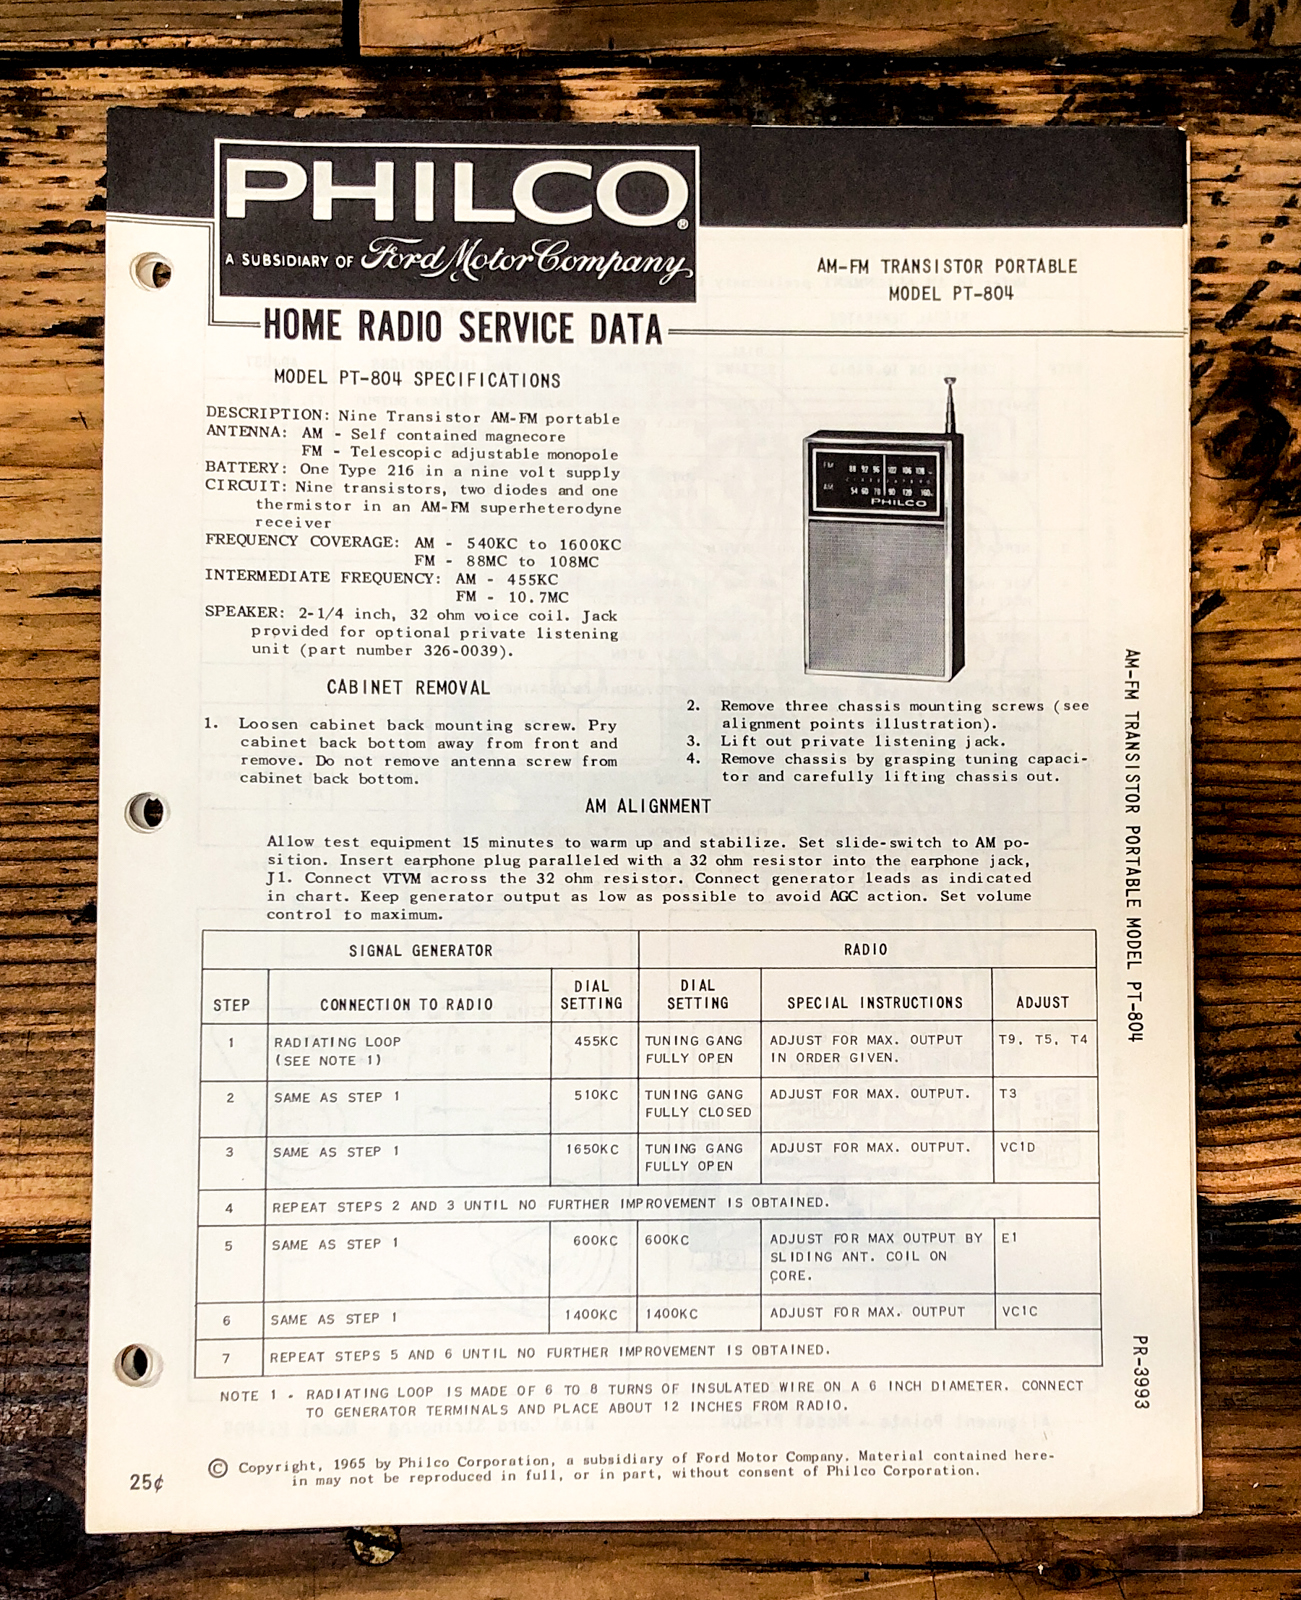 PHILCO®
A SUBSIDIARY OF Ford Motor Company
HOME RADIO SERVICE DATA
AM-FM TRANSISTOR PORTABLE
MODEL PT-804
MODEL PT-804 SPECIFICATIONS
DESCRIPTION: Nine Transistor AM-FM portable
ANTENNA: AM - Self contained magnecore
FM - Telescopic adjustable monopole
BATTERY: One Type 216 in a nine volt supply
CIRCUIT: Nine transistors, two diodes and one
thermistor in an AM-FM superheterodyne
receiver
FREQUENCY COVERAGE: AM - 540KC to 1600KC
FM - 88MC to 108MC
INTERMEDIATE FREQUENCY: AM - 455KC
FM - 10.7MC
SPEAKER: 2-1/4 inch, 32 ohm voice coil. Jack
provided for optional private listening
unit (part number 326-0039).
FM 88 92 96 102 106 108
AM 54 60 70 90 120 160
PHILCO
CABINET REMOVAL
1. Loosen cabinet back mounting screw. Pry
cabinet back bottom away from front and
remove. Do not remove antenna screw from
cabinet back bottom.
2. Remove three chassis mounting screws (see
alignment points illustration).
3. Lift out private listening jack.
4. Remove chassis by grasping tuning capaci-
tor and carefully lifting chassis out.
AM ALIGNMENT
Allow test equipment 15 minutes to warm up and stabilize. Set slide-switch to AM po-
sition. Insert earphone plug paralleled with a 32 ohm resistor into the earphone jack,
J1. Connect VTVM across the 32 ohm resistor. Connect generator leads as indicated
in chart. Keep generator output as low as possible to avoid AGC action. Set volume
control to maximum.
SIGNAL GENERATOR RADIO
STEP CONNECTION TO RADIO DIAL SETTING DIAL SETTING SPECIAL INSTRUCTIONS ADJUST
1 RADIATING LOOP 455KC TUNING GANG ADJUST FOR MAX. OUTPUT T9, T5, T4
(SEE NOTE 1) FULLY OPEN IN ORDER GIVEN.
2 SAME AS STEP 1 510KC TUNING GANG ADJUST FOR MAX. OUTPUT. T3
FULLY CLOSED
3 SAME AS STEP 1 1650KC TUNING GANG ADJUST FOR MAX. OUTPUT. VC1D
FULLY OPEN
4 REPEAT STEPS 2 AND 3 UNTIL NO FURTHER IMPROVEMENT IS OBTAINED.
5 SAME AS STEP 1 600KC 600KC ADJUST FOR MAX OUTPUT BY E1
SLIDING ANT. COIL ON
CORE.
6 SAME AS STEP 1 1400KC 1400KC ADJUST FOR MAX. OUTPUT VC1C
7 REPEAT STEPS 5 AND 6 UNTIL NO FURTHER IMPROVEMENT IS OBTAINED.
NOTE 1 - RADIATING LOOP IS MADE OF 6 TO 8 TURNS OF INSULATED WIRE ON A 6 INCH DIAMETER. CONNECT
TO GENERATOR TERMINALS AND PLACE ABOUT 12 INCHES FROM RADIO.
© Copyright, 1965 by Philco Corporation, a subsidiary of Ford Motor Company. Material contained here-
in may not be reproduced in full, or in part, without consent of Philco Corporation.
25¢
AM-FM TRANSISTOR PORTABLE MODEL PT-804
PR-3993